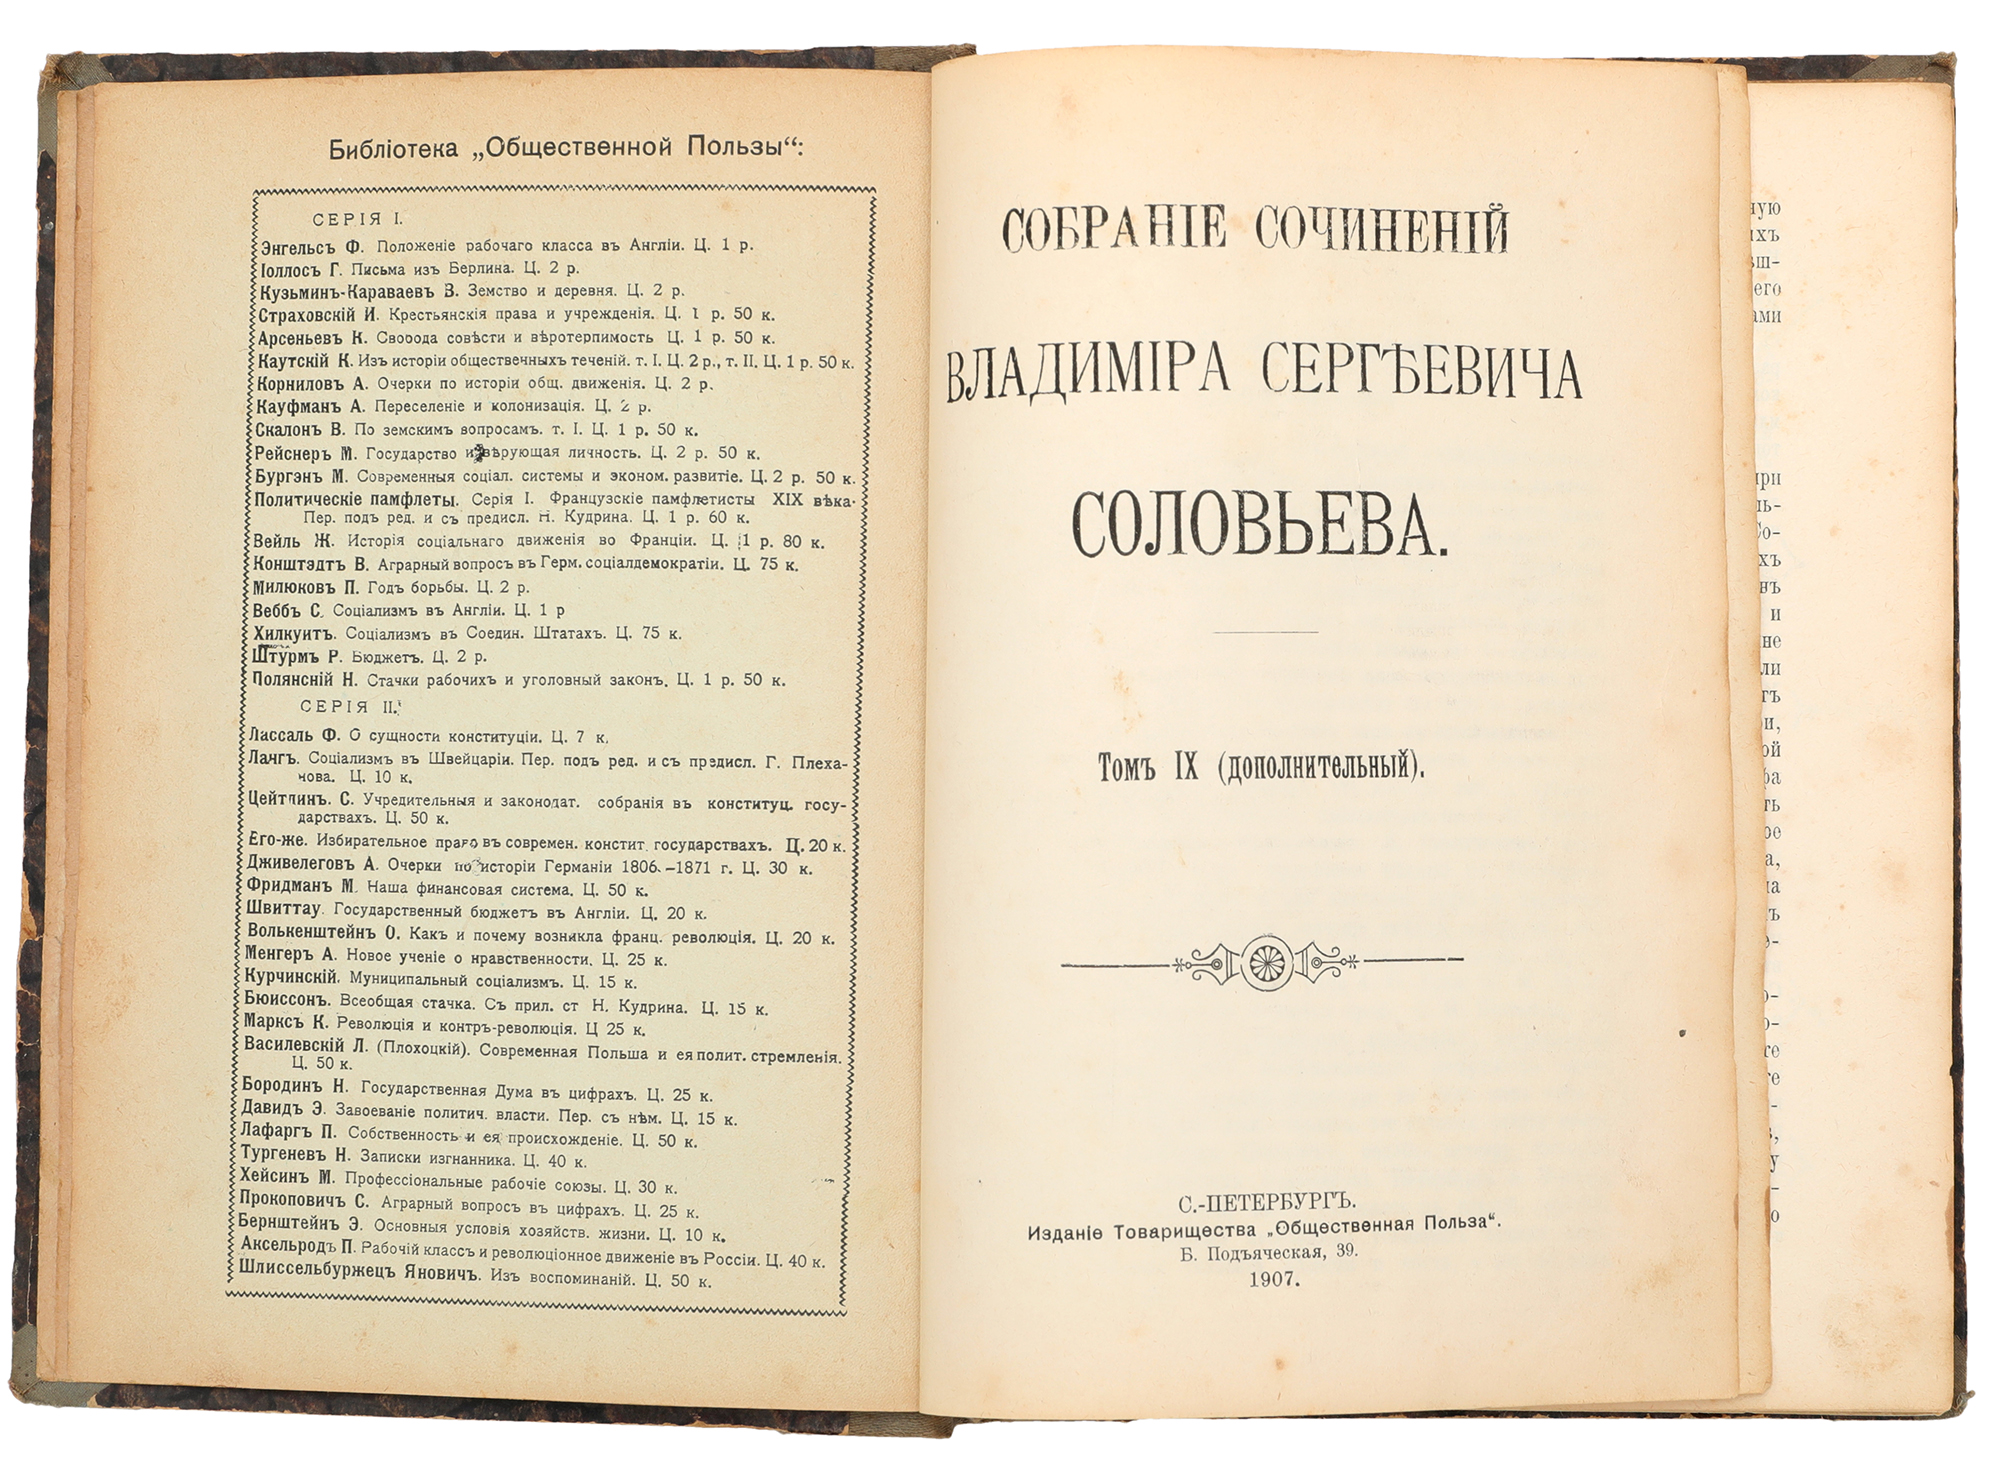 Библіотека „Общественной Пользы“:
СЕРІЯ I.
Энгельсъ Ф. Положеніе рабочаго класса въ Англіи. Ц. 1 р.
Іоллосъ Г. Письма изъ Берлина. Ц. 2 р.
Кузьминъ-Караваевъ В. Земство и деревня. Ц. 2 р.
Страховскій И. Крестьянскія права и учрежденія. Ц. 1 р. 50 к.
Арсеньевъ К. Свобода совѣсти и вѣротерпимость Ц. 1 р. 50 к.
Каутскій К. Изъ исторіи общественныхъ теченій. т. I. Ц. 2 р., т. II. Ц. 1 р. 50 к.
Корниловъ А. Очерки по исторіи общ. движенія. Ц. 2 р.
Кауфманъ А. Переселеніе и колонизація. Ц. 2 р.
Скалонъ В. По земскимъ вопросамъ. т. I. Ц. 1 р. 50 к.
Рейснеръ М. Государство и вѣрующая личность. Ц. 2 р. 50 к.
Бургэнъ М. Современныя соціал. системы и эконом. развитіе. Ц. 2 р. 50 к.
Политическіе памфлеты. Серія I. Французскіе памфлетисты XIX вѣка.
Пер. подъ ред. и съ предисл. Н. Кудрина. Ц. 1 р. 60 к.
Вейль Ж. Исторія соціальнаго движенія во Франціи. Ц. 1 р. 80 к.
Конштэдтъ В. Аграрный вопросъ въ Герм. соціалдемократіи. Ц. 75 к.
Милюковъ П. Годъ борьбы. Ц. 2 р.
Веббъ С. Соціализмъ въ Англіи. Ц. 1 р
Хилкуитъ. Соціализмъ въ Соедин. Штатахъ. Ц. 75 к.
Штурмъ Р. Бюджетъ. Ц. 2 р.
Полянсній Н. Стачки рабочихъ и уголовный законъ. Ц. 1 р. 50 к.
СЕРІЯ II.
Лассаль Ф. О сущности конституціи. Ц. 7 к.
Лангъ. Соціализмъ въ Швейцаріи. Пер. подъ ред. и съ предисл. Г. Плеха-
нова. Ц. 10 к.
Цейтлинъ. С. Учредительныя и законодат. собранія въ конституц. госу-
дарствахъ. Ц. 50 к.
Его-же. Избирательное право въ современ. констит. государствахъ. Ц. 20 к.
Дживелеговъ А. Очерки по исторіи Германіи 1806.–1871 г. Ц. 30 к.
Фридманъ М. Наша финансовая система. Ц. 50 к.
Швиттау. Государственный бюджетъ въ Англіи. Ц. 20 к.
Волькенштейнъ О. Какъ и почему возникла франц. революція. Ц. 20 к.
Менгеръ А. Новое ученіе о нравственности. Ц. 25 к.
Курчинскій. Муниципальный соціализмъ. Ц. 15 к.
Бюиссонъ. Всеобщая стачка. Съ прил. ст Н. Кудрина. Ц. 15 к.
Марксъ К. Революція и контръ-революція. Ц 25 к.
Василевскій Л. (Плохоцкій). Современная Польша и ея полит. стремленія.
Ц. 50 к.
Бородинъ Н. Государственная Дума въ цифрахъ. Ц. 25 к.
Давидъ Э. Завоеваніе политич. власти. Пер. съ нѣм. Ц. 15 к.
Лафаргъ П. Собственность и ея происхожденіе. Ц. 50 к.
Тургеневъ Н. Записки изгнанника. Ц. 40 к.
Хейсинъ М. Профессіональные рабочіе союзы. Ц. 30 к.
Прокоповичъ С. Аграрный вопросъ въ цифрахъ. Ц. 25 к.
Бернштейнъ Э. Основныя условія хозяйств. жизни. Ц. 10 к.
Аксельродъ П. Рабочій классъ и революціонное движеніе въ Россіи. Ц. 40 к.
Шлиссельбуржецъ Яновичъ. Изъ воспоминаній. Ц. 50 к.
СОБРАНІЕ СОЧИНЕНІЙ
ВЛАДИМІРА СЕРГѢЕВИЧА
СОЛОВЬЕВА.
Томъ IX (дополнительный).
С.-ПЕТЕРБУРГЪ.
Изданіе Товарищества „Общественная Польза“.
Б. Подъяческая, 39.
1907.